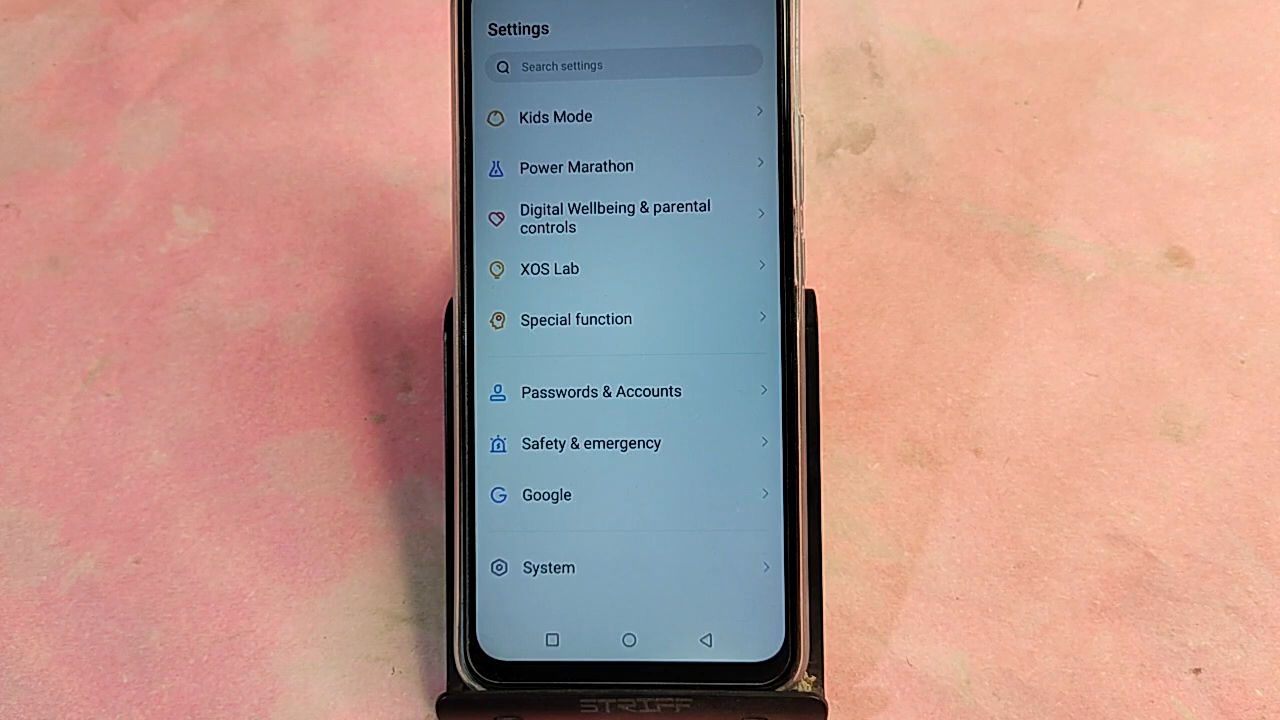 Settings
Search settings
Kids Mode
Power Marathon
Digital Wellbeing & parental
controls
XOS Lab
Special function
Passwords & Accounts
Safety & emergency
Google
System
STRIFF